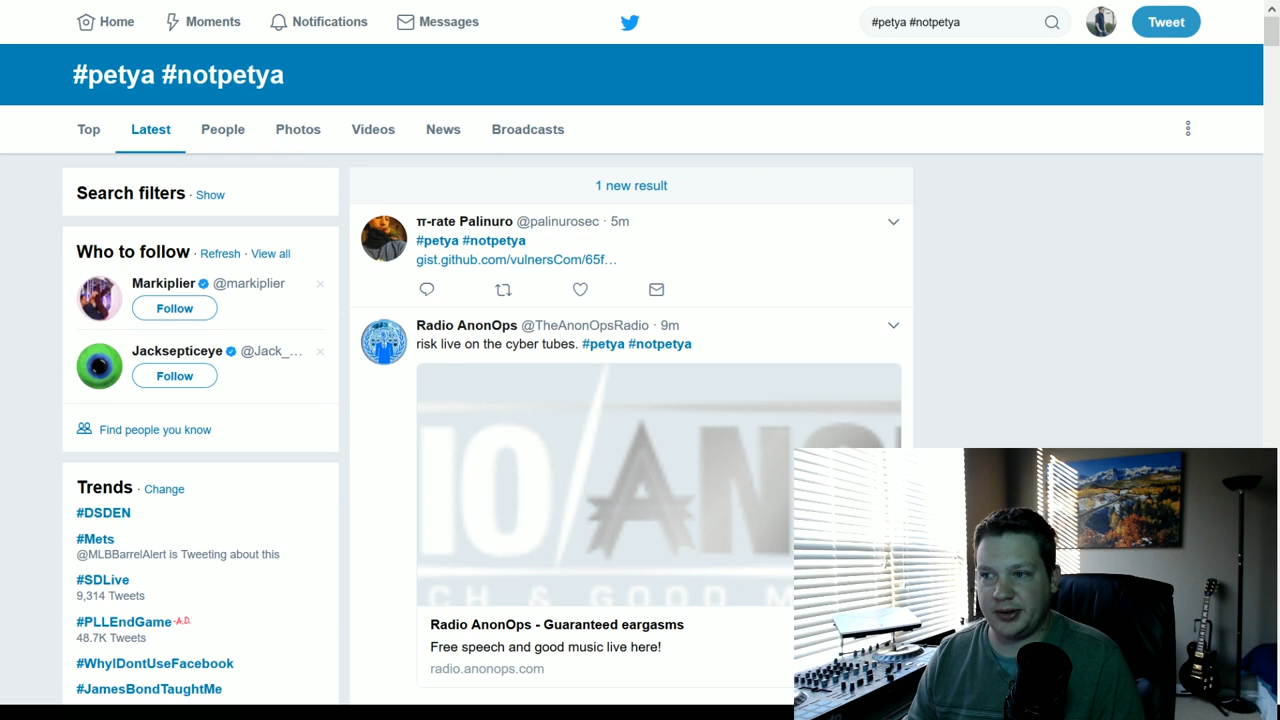 Home
Moments
Notifications
Messages
#petya #notpetya
Tweet
#petya #notpetya
Top
Latest
People
Photos
Videos
News
Broadcasts
Search filters · Show
Who to follow · Refresh · View all
Markiplier @markiplier
Follow
Jacksepticeye @Jack_...
Follow
Find people you know
Trends · Change
#DSDEN
#Mets
@MLBBarrelAlert is Tweeting about this
#SDLive
9,314 Tweets
#PLLEndGame
48.7K Tweets
#WhyIDontUseFacebook
#JamesBondTaughtMe
1 new result
π-rate Palinuro @palinurosec · 5m
#petya #notpetya
gist.github.com/vulnersCom/65f…
Radio AnonOps @TheAnonOpsRadio · 9m
risk live on the cyber tubes. #petya #notpetya
IO/ANO
CH & GOOD M
Radio AnonOps - Guaranteed eargasms
Free speech and good music live here!
radio.anonops.com